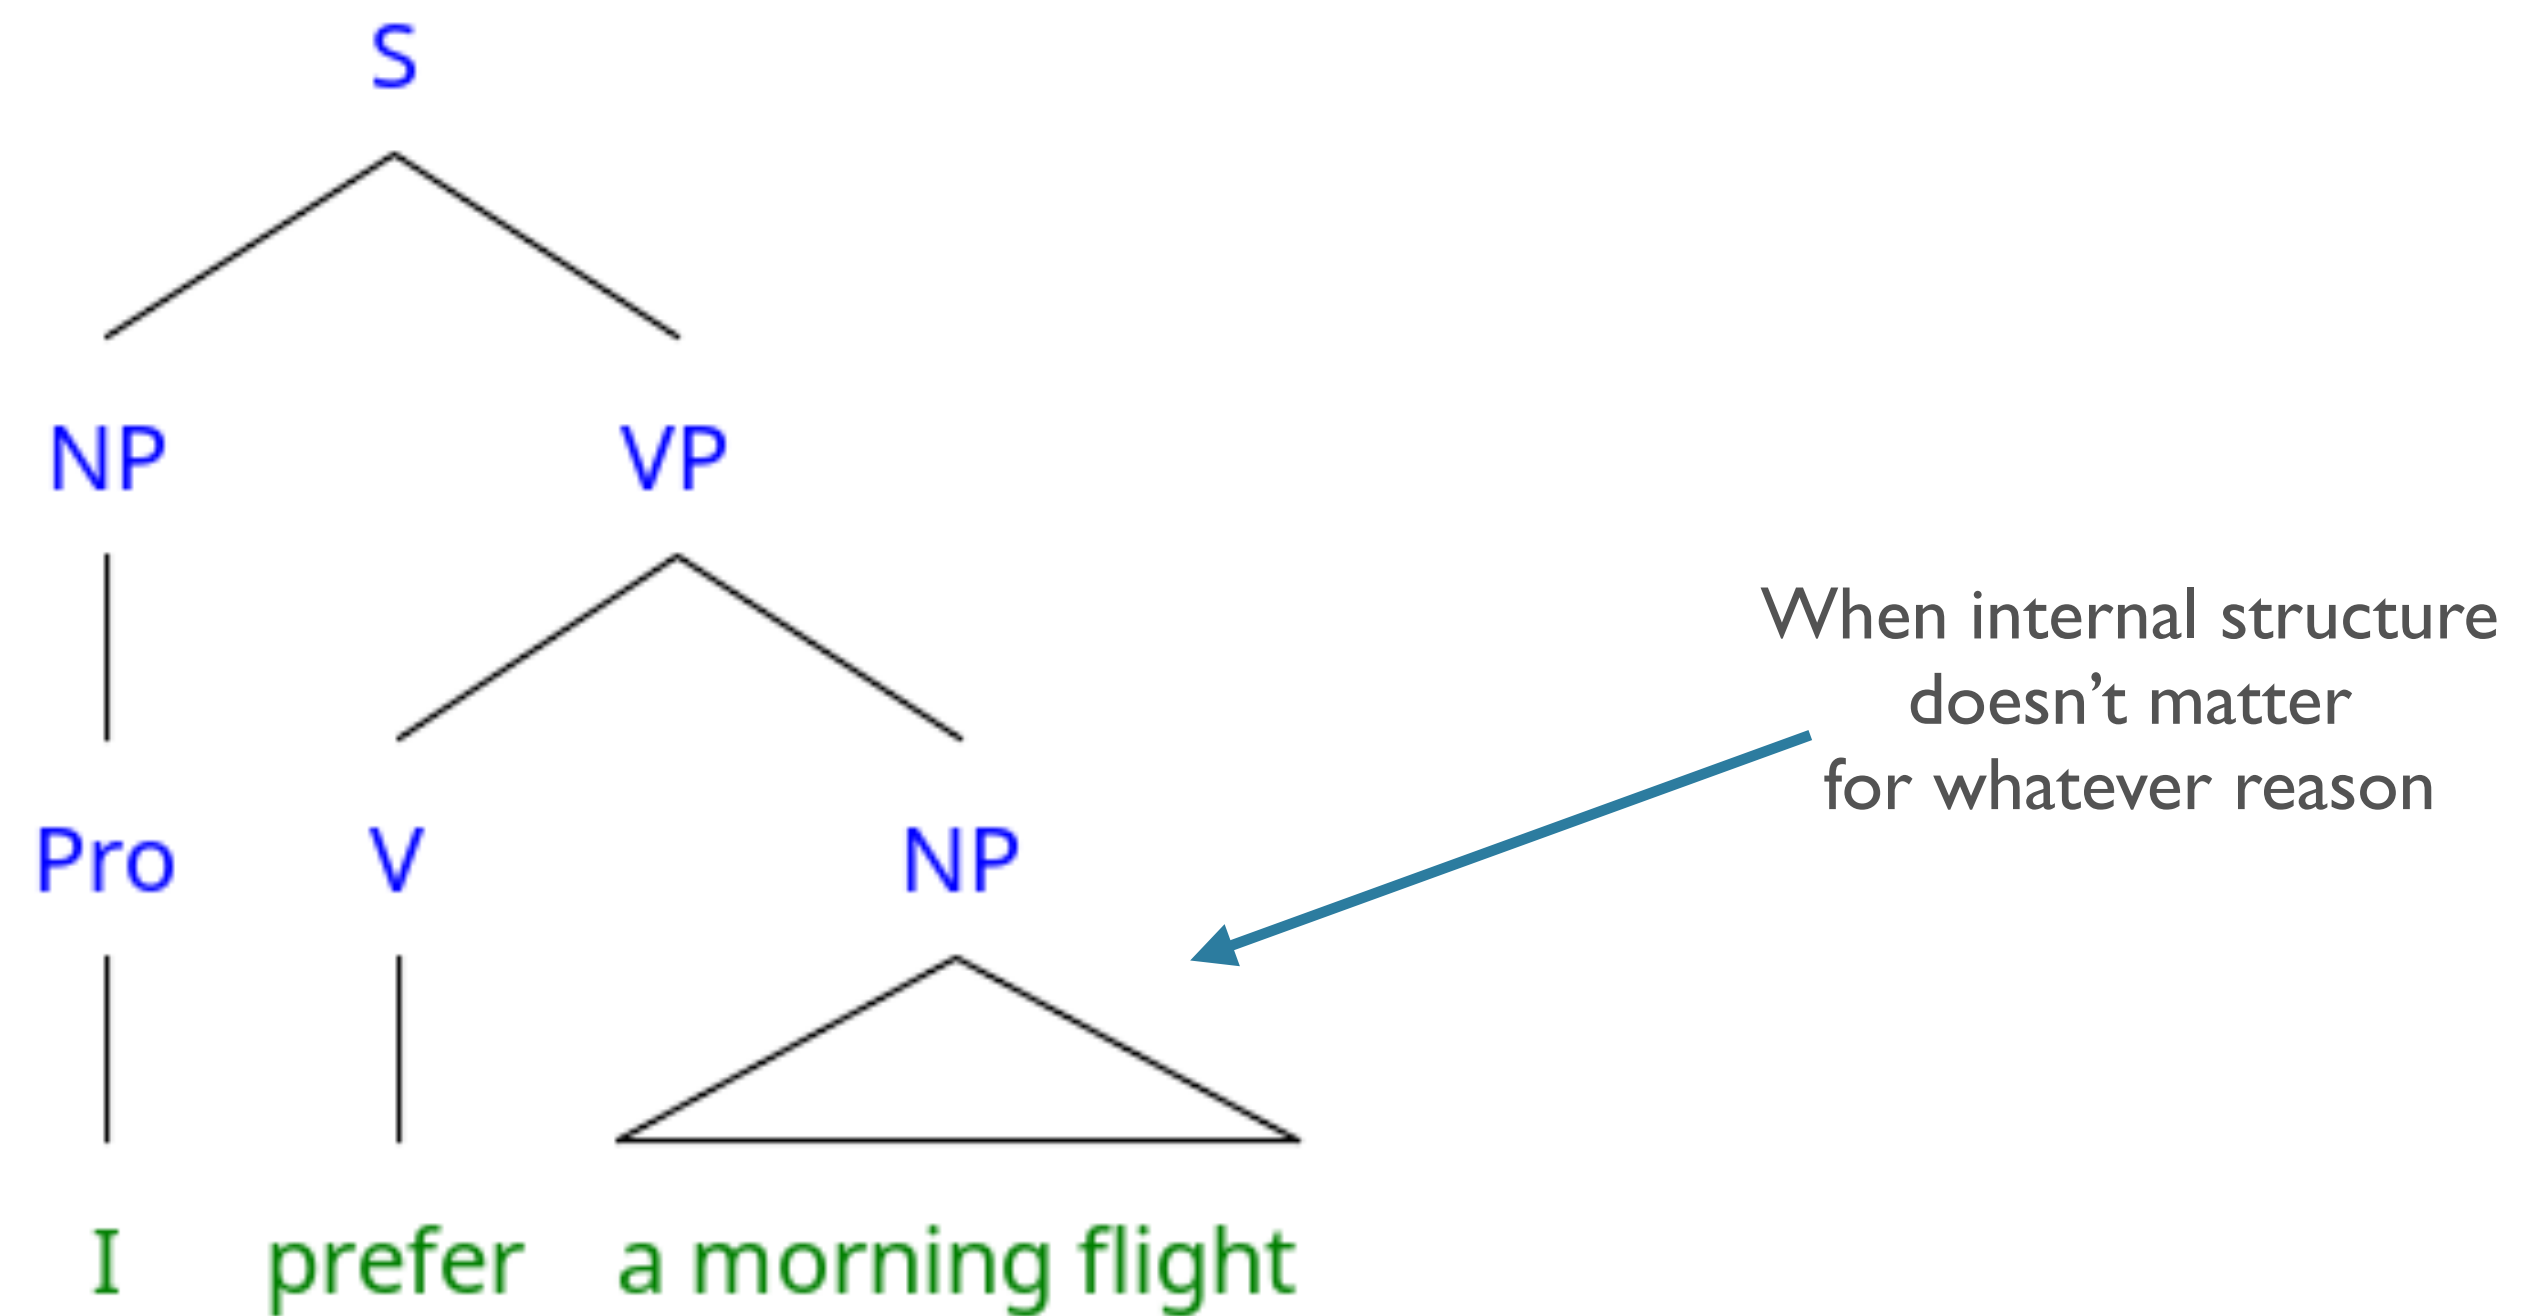 S
NP VP
When internal structure
doesn’t matter
for whatever reason
Pro V NP
I prefer a morning flight